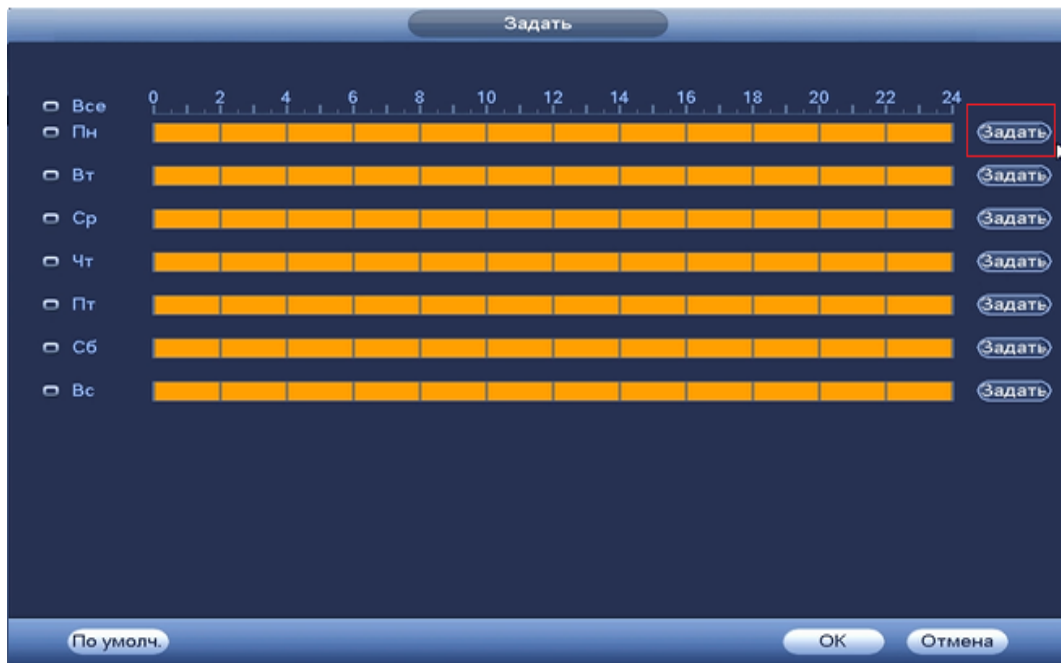 Задать
0 2 4 6 8 10 12 14 16 18 20 22 24
Все
Пн Задать
Вт Задать
Ср Задать
Чт Задать
Пт Задать
Сб Задать
Вс Задать
По умолч. OK Отмена